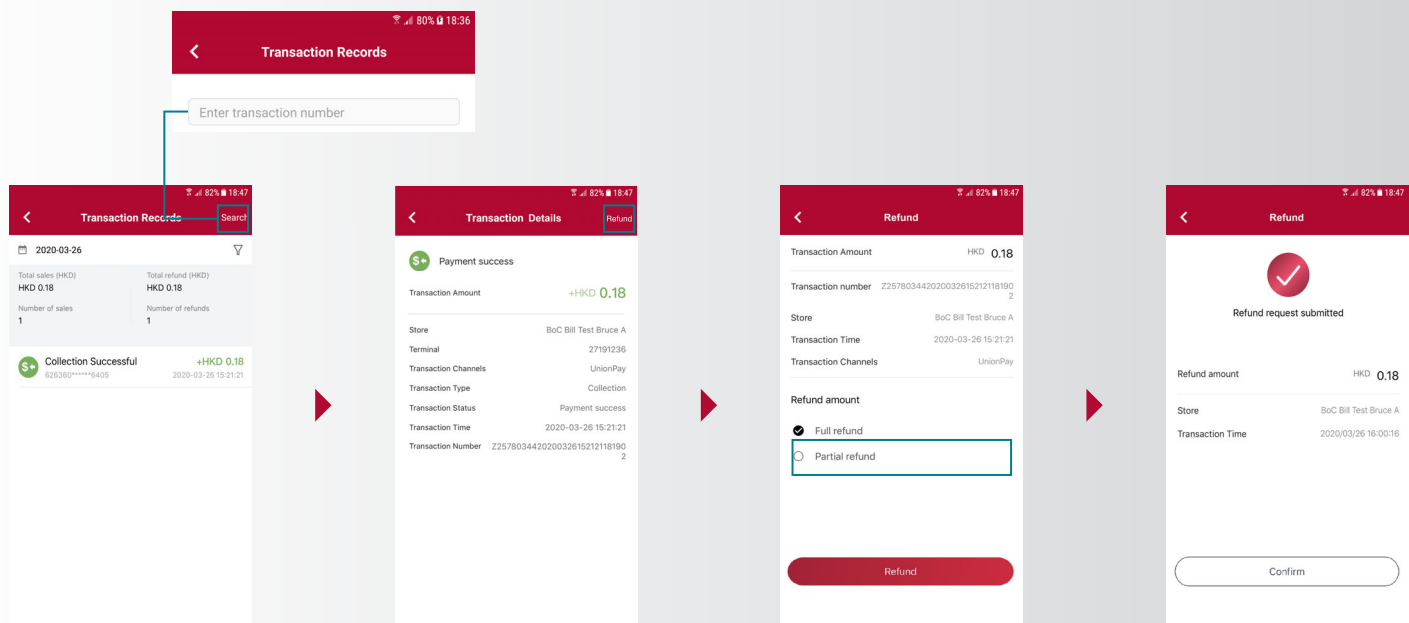 80% 18:36
Transaction Records
Enter transaction number
82% 18:47
Transaction Records Search
2020-03-26
Total sales (HKD) Total refund (HKD)
HKD 0.18 HKD 0.18
Number of sales Number of refunds
1 1
Collection Successful +HKD 0.18
626360******6405 2020-03-26 15:21:21
82% 18:47
Transaction Details Refund
Payment success
Transaction Amount +HKD 0.18
Store BoC Bill Test Bruce A
Terminal 27191236
Transaction Channels UnionPay
Transaction Type Collection
Transaction Status Payment success
Transaction Time 2020-03-26 15:21:21
Transaction Number Z25780344202003261521211819​0
2
82% 18:47
Refund
Transaction Amount HKD 0.18
Transaction number Z257803442020032615212118190
2
Store BoC Bill Test Bruce A
Transaction Time 2020-03-26 15:21:21
Transaction Channels UnionPay
Refund amount
Full refund
Partial refund
Refund
82% 18:47
Refund
Refund request submitted
Refund amount HKD 0.18
Store BoC Bill Test Bruce A
Transaction Time 2020/03/26 16:00:16
Confirm